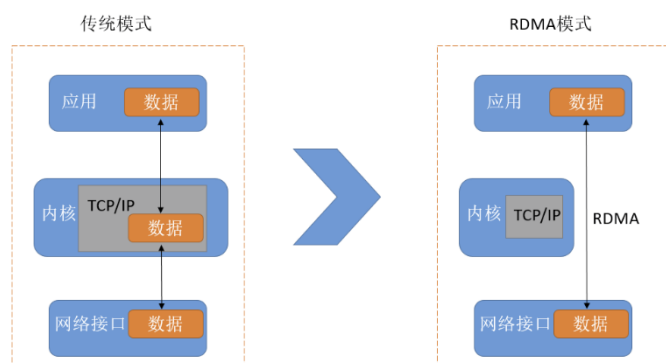 传统模式
应用
数据
内核
TCP/IP
数据
网络接口
数据
RDMA模式
应用
数据
内核
TCP/IP
RDMA
网络接口
数据